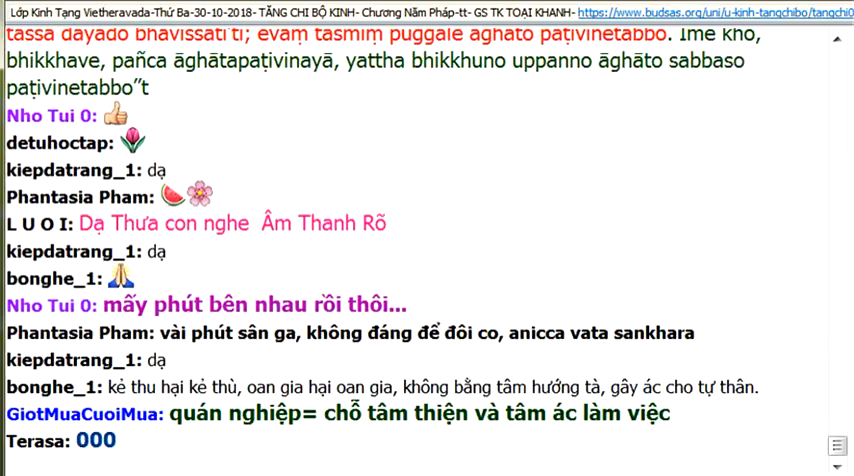 Lớp Kinh Tạng Vietheravada-Thứ Ba-30-10-2018- TĂNG CHI BỘ KINH- Chương Năm Pháp-tt- GS TK TOẠI KHANH- https://www.budsas.org/uni/u-kinh-tangchibo/tangchi0
tassa dāyādo bhavissatī'ti; evaṃ tasmiṃ puggale āghāto paṭivinetabbo. Ime kho,
bhikkhave, pañca āghātapaṭivinayā, yattha bhikkhuno uppanno āghāto sabbaso
paṭivinetabbo”t
Nho Tui 0: 👍
detuhoctap: 🌷
kiepdatrang_1: dạ
Phantasia Pham: 🍉🌸
L U O I: Dạ Thưa con nghe Âm Thanh Rõ
kiepdatrang_1: dạ
bonghe_1: 🙏
Nho Tui 0: mấy phút bên nhau rồi thôi...
Phantasia Pham: vài phút sân ga, không đáng để đôi co, anicca vata sankhara
kiepdatrang_1: dạ
bonghe_1: kẻ thu hại kẻ thù, oan gia hại oan gia, không bằng tâm hướng tà, gây ác cho tự thân.
GiotMuaCuoiMua: quán nghiệp= chỗ tâm thiện và tâm ác làm việc
Terasa: 000